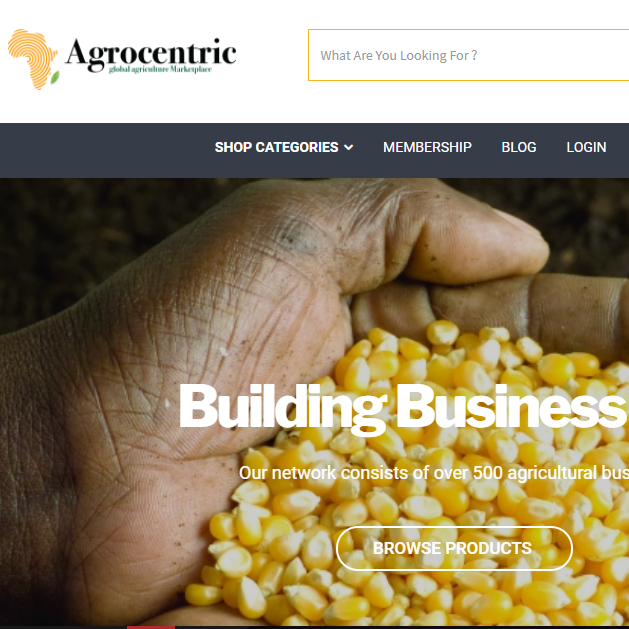 Agrocentric
global agriculture Marketplace
What Are You Looking For ?
SHOP CATEGORIES MEMBERSHIP BLOG LOGIN
Building Business
Our network consists of over 500 agricultural bus
BROWSE PRODUCTS